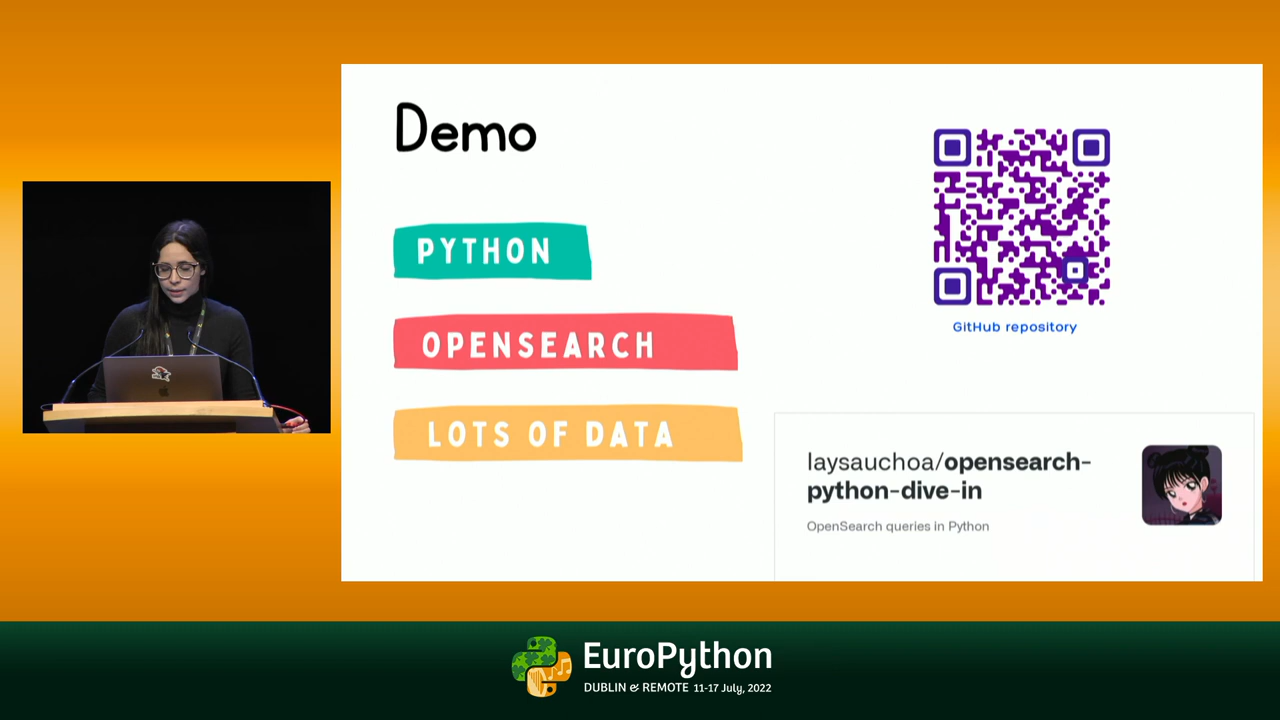 Demo
PYTHON
OPENSEARCH
LOTS OF DATA
GitHub repository
laysauchoa/opensearch-
python-dive-in
OpenSearch queries in Python
EuroPython
DUBLIN & REMOTE 11-17 July, 2022